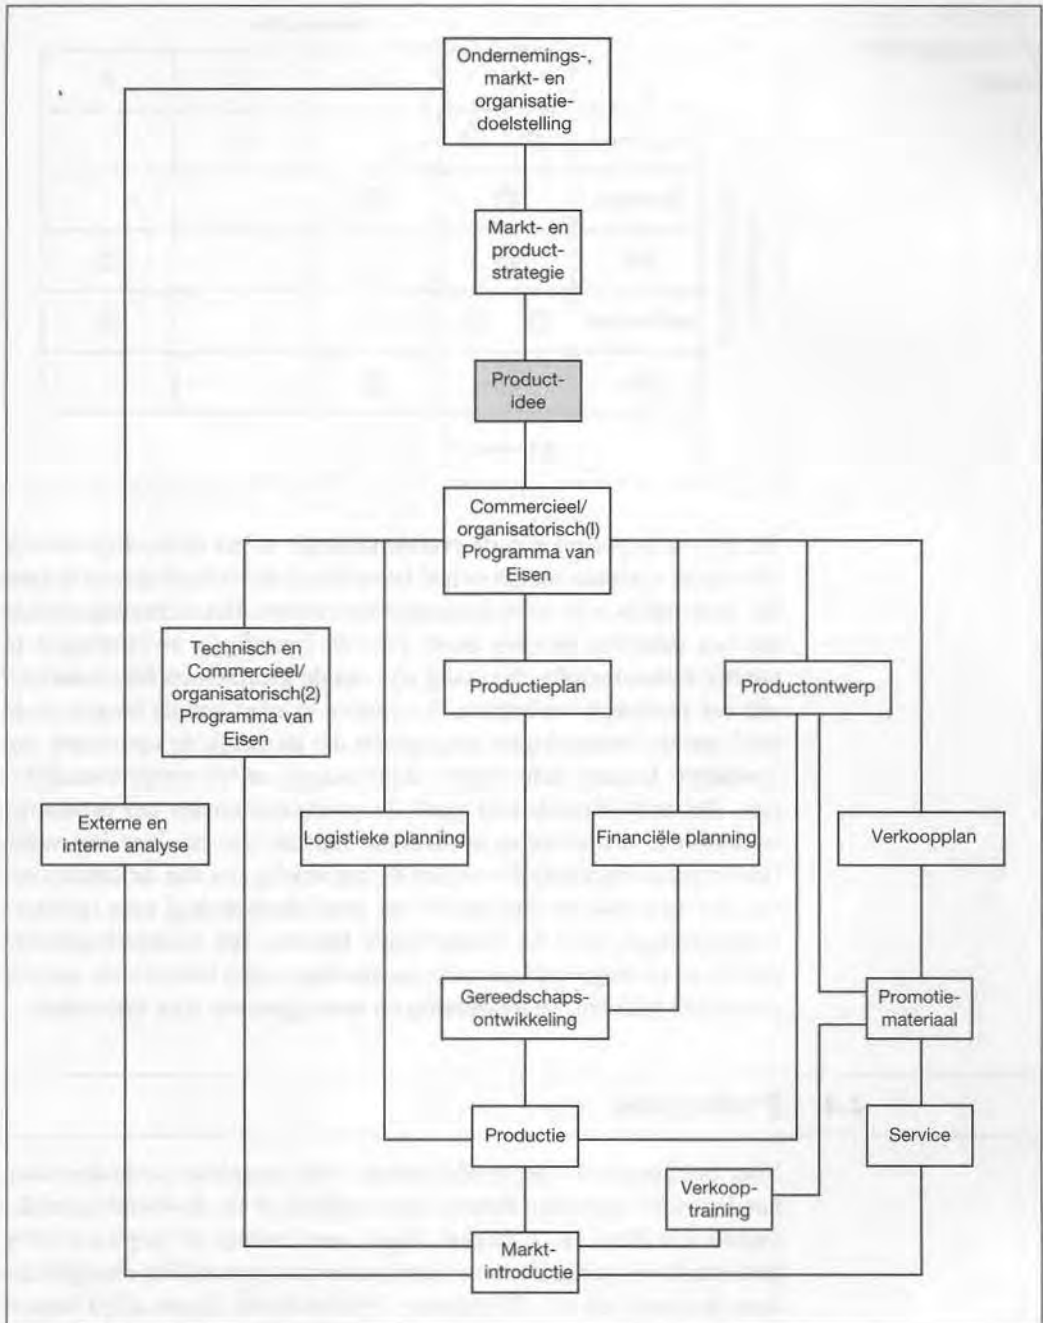 Ondernemings-,
markt- en
organisatie-
doelstelling
Markt- en
product-
strategie
Product-
idee
Commercieel/
organisatorisch(l)
Programma van
Eisen
Technisch en
Commercieel/
organisatorisch(2)
Programma van
Eisen
Productieplan
Productontwerp
Externe en
interne analyse
Logistieke planning
Financiële planning
Verkoopplan
Gereedschaps-
ontwikkeling
Promotie-
materiaal
Productie
Service
Verkoop-
training
Markt-
introductie